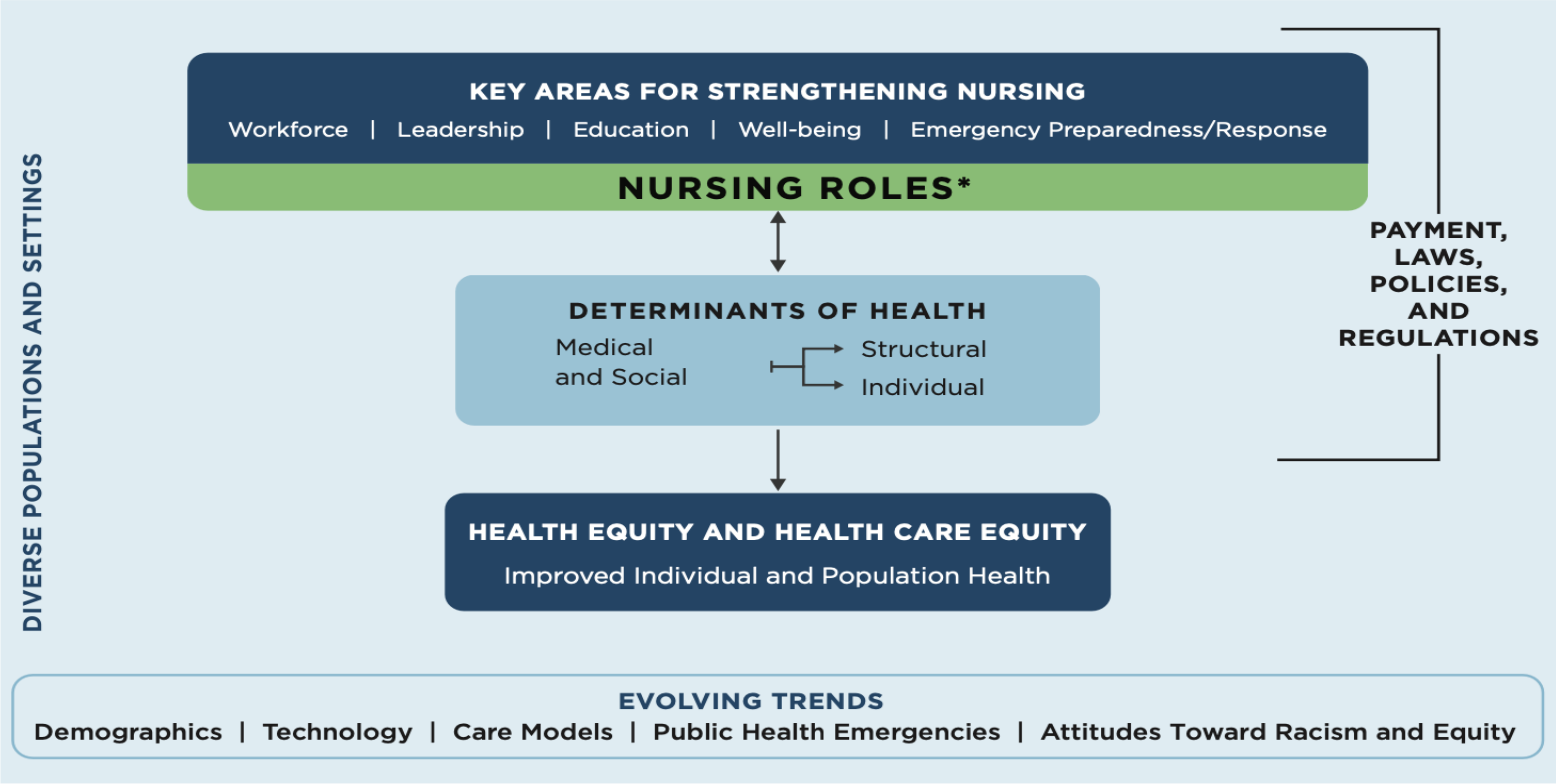 KEY AREAS FOR STRENGTHENING NURSING
Workforce | Leadership | Education | Well-being | Emergency Preparedness/Response
NURSING ROLES*
DIVERSE POPULATIONS AND SETTINGS
PAYMENT,
LAWS,
POLICIES,
AND
REGULATIONS
DETERMINANTS OF HEALTH
Medical
and Social
Structural
Individual
HEALTH EQUITY AND HEALTH CARE EQUITY
Improved Individual and Population Health
EVOLVING TRENDS
Demographics | Technology | Care Models | Public Health Emergencies | Attitudes Toward Racism and Equity